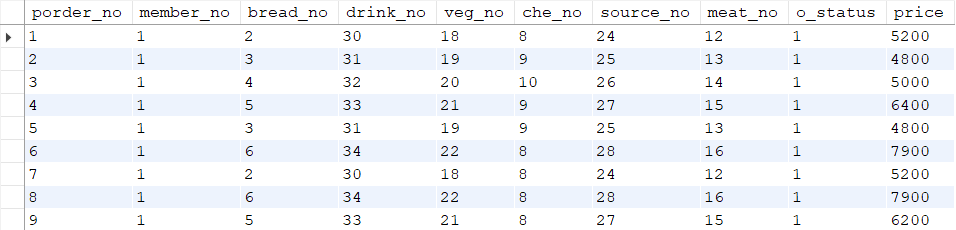 porder_no member_no bread_no drink_no veg_no che_no source_no meat_no o_status price
1 1 2 30 18 8 24 12 1 5200
2 1 3 31 19 9 25 13 1 4800
3 1 4 32 20 10 26 14 1 5000
4 1 5 33 21 9 27 15 1 6400
5 1 3 31 19 9 25 13 1 4800
6 1 6 34 22 8 28 16 1 7900
7 1 2 30 18 8 24 12 1 5200
8 1 6 34 22 8 28 16 1 7900
9 1 5 33 21 8 27 15 1 6200